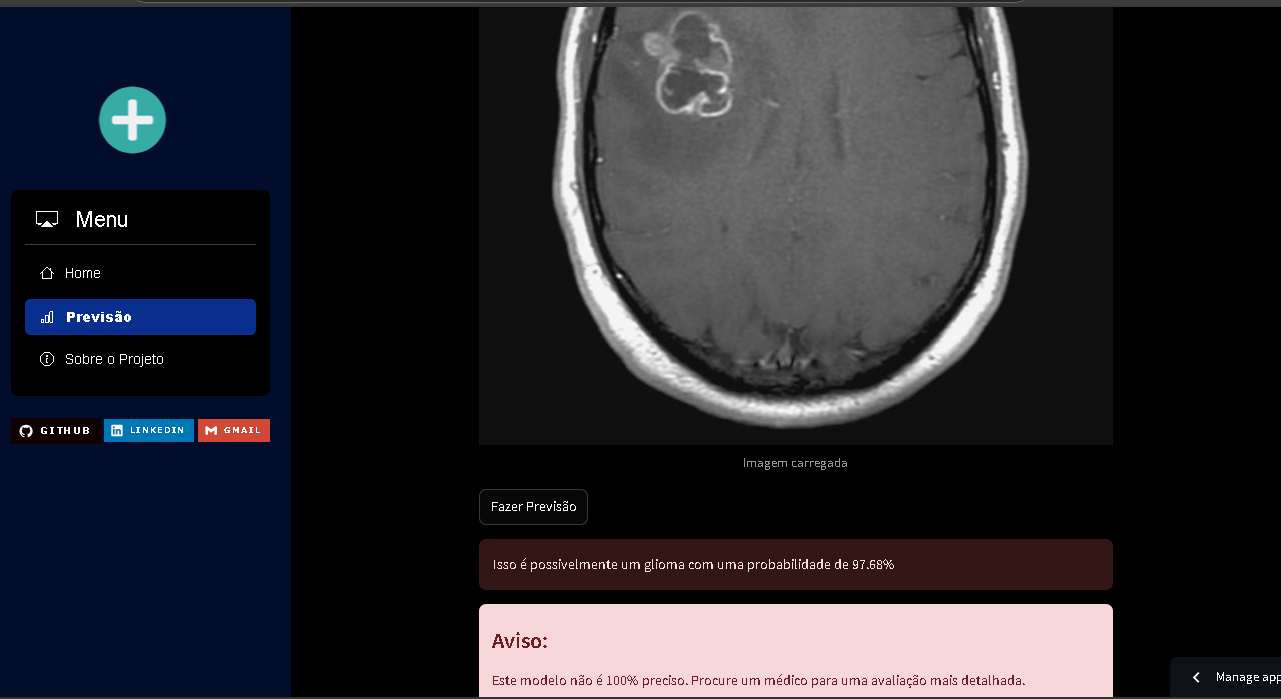 Menu
Home
Previsão
Sobre o Projeto
GITHUB
LINKEDIN
GMAIL
Imagem carregada
Fazer Previsão
Isso é possivelmente um glioma com uma probabilidade de 97.68%
Aviso:
Este modelo não é 100% preciso. Procure um médico para uma avaliação mais detalhada.
Manage app